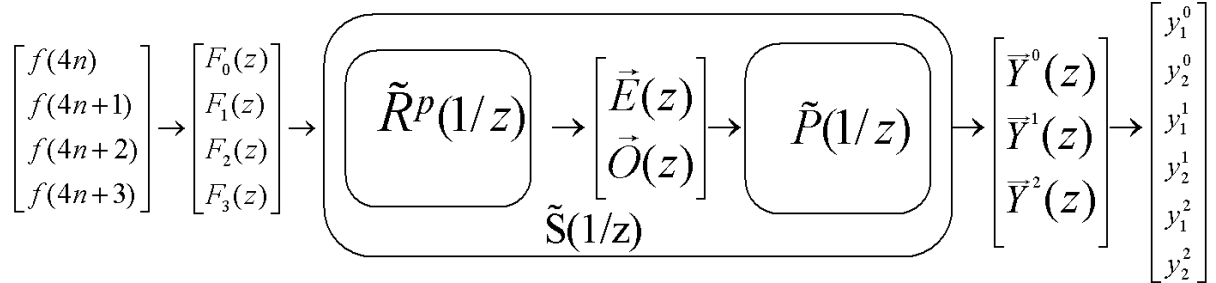 f(4n)
f(4n+1)
f(4n+2)
f(4n+3)
→
F₀(z)
F₁(z)
F₂(z)
F₃(z)
→
R̃ᵖ(1/z)
→
E⃗(z)
O⃗(z)
→
P̃(1/z)
S̃(1/z)
→
Y⃗⁰(z)
Y⃗¹(z)
Y⃗²(z)
→
y₁⁰
y₂⁰
y₁¹
y₂¹
y₁²
y₂²